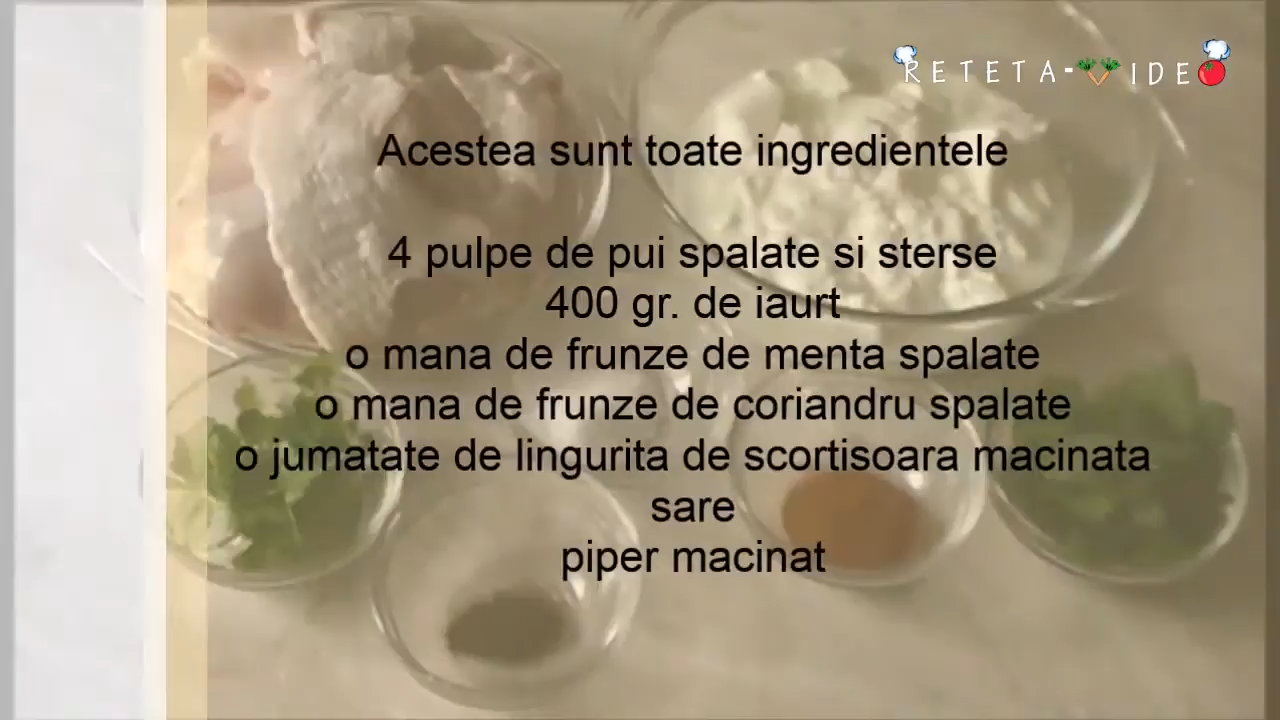 RETETA-VIDEO
Acestea sunt toate ingredientele
4 pulpe de pui spalate si sterse
400 gr. de iaurt
o mana de frunze de menta spalate
o mana de frunze de coriandru spalate
o jumatate de lingurita de scortisoara macinata
sare
piper macinat